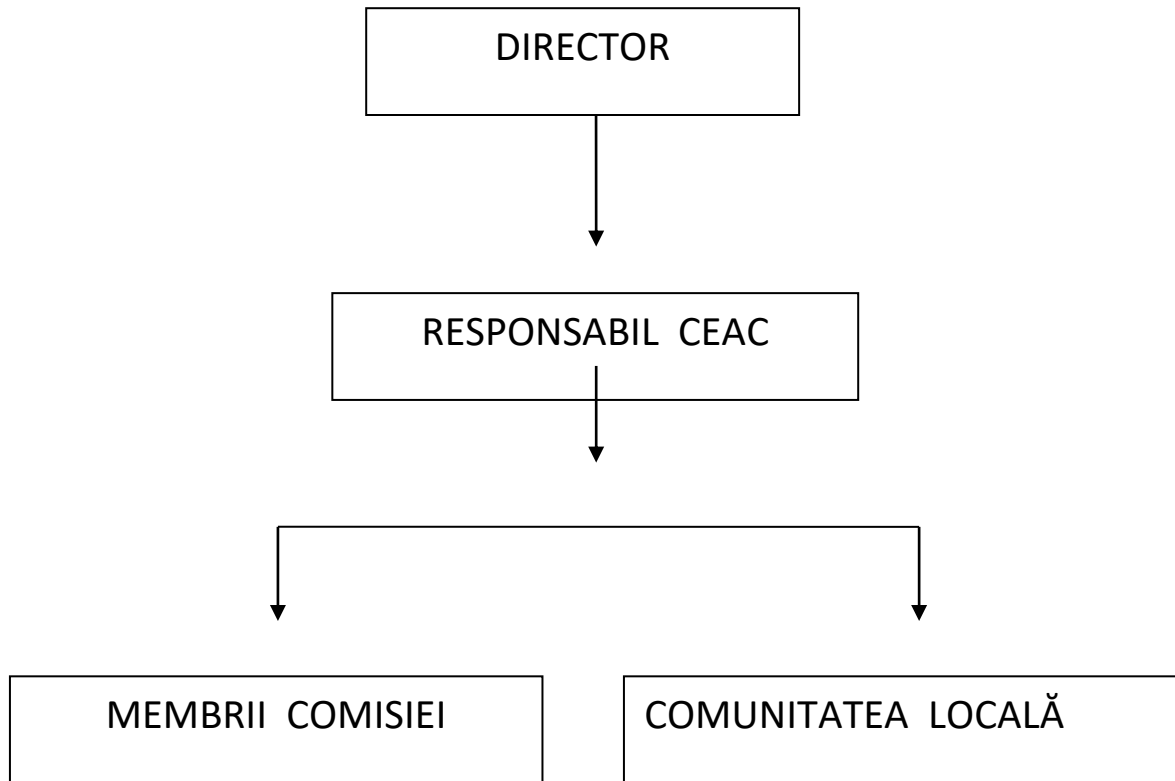 DIRECTOR
RESPONSABIL CEAC
MEMBRII COMISIEI
COMUNITATEA LOCALĂ